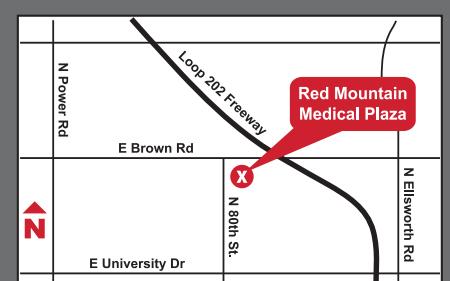 N Power Rd
Loop 202 Freeway
Red Mountain
Medical Plaza
E Brown Rd
X
N 80th St.
N Ellsworth Rd
N
E University Dr